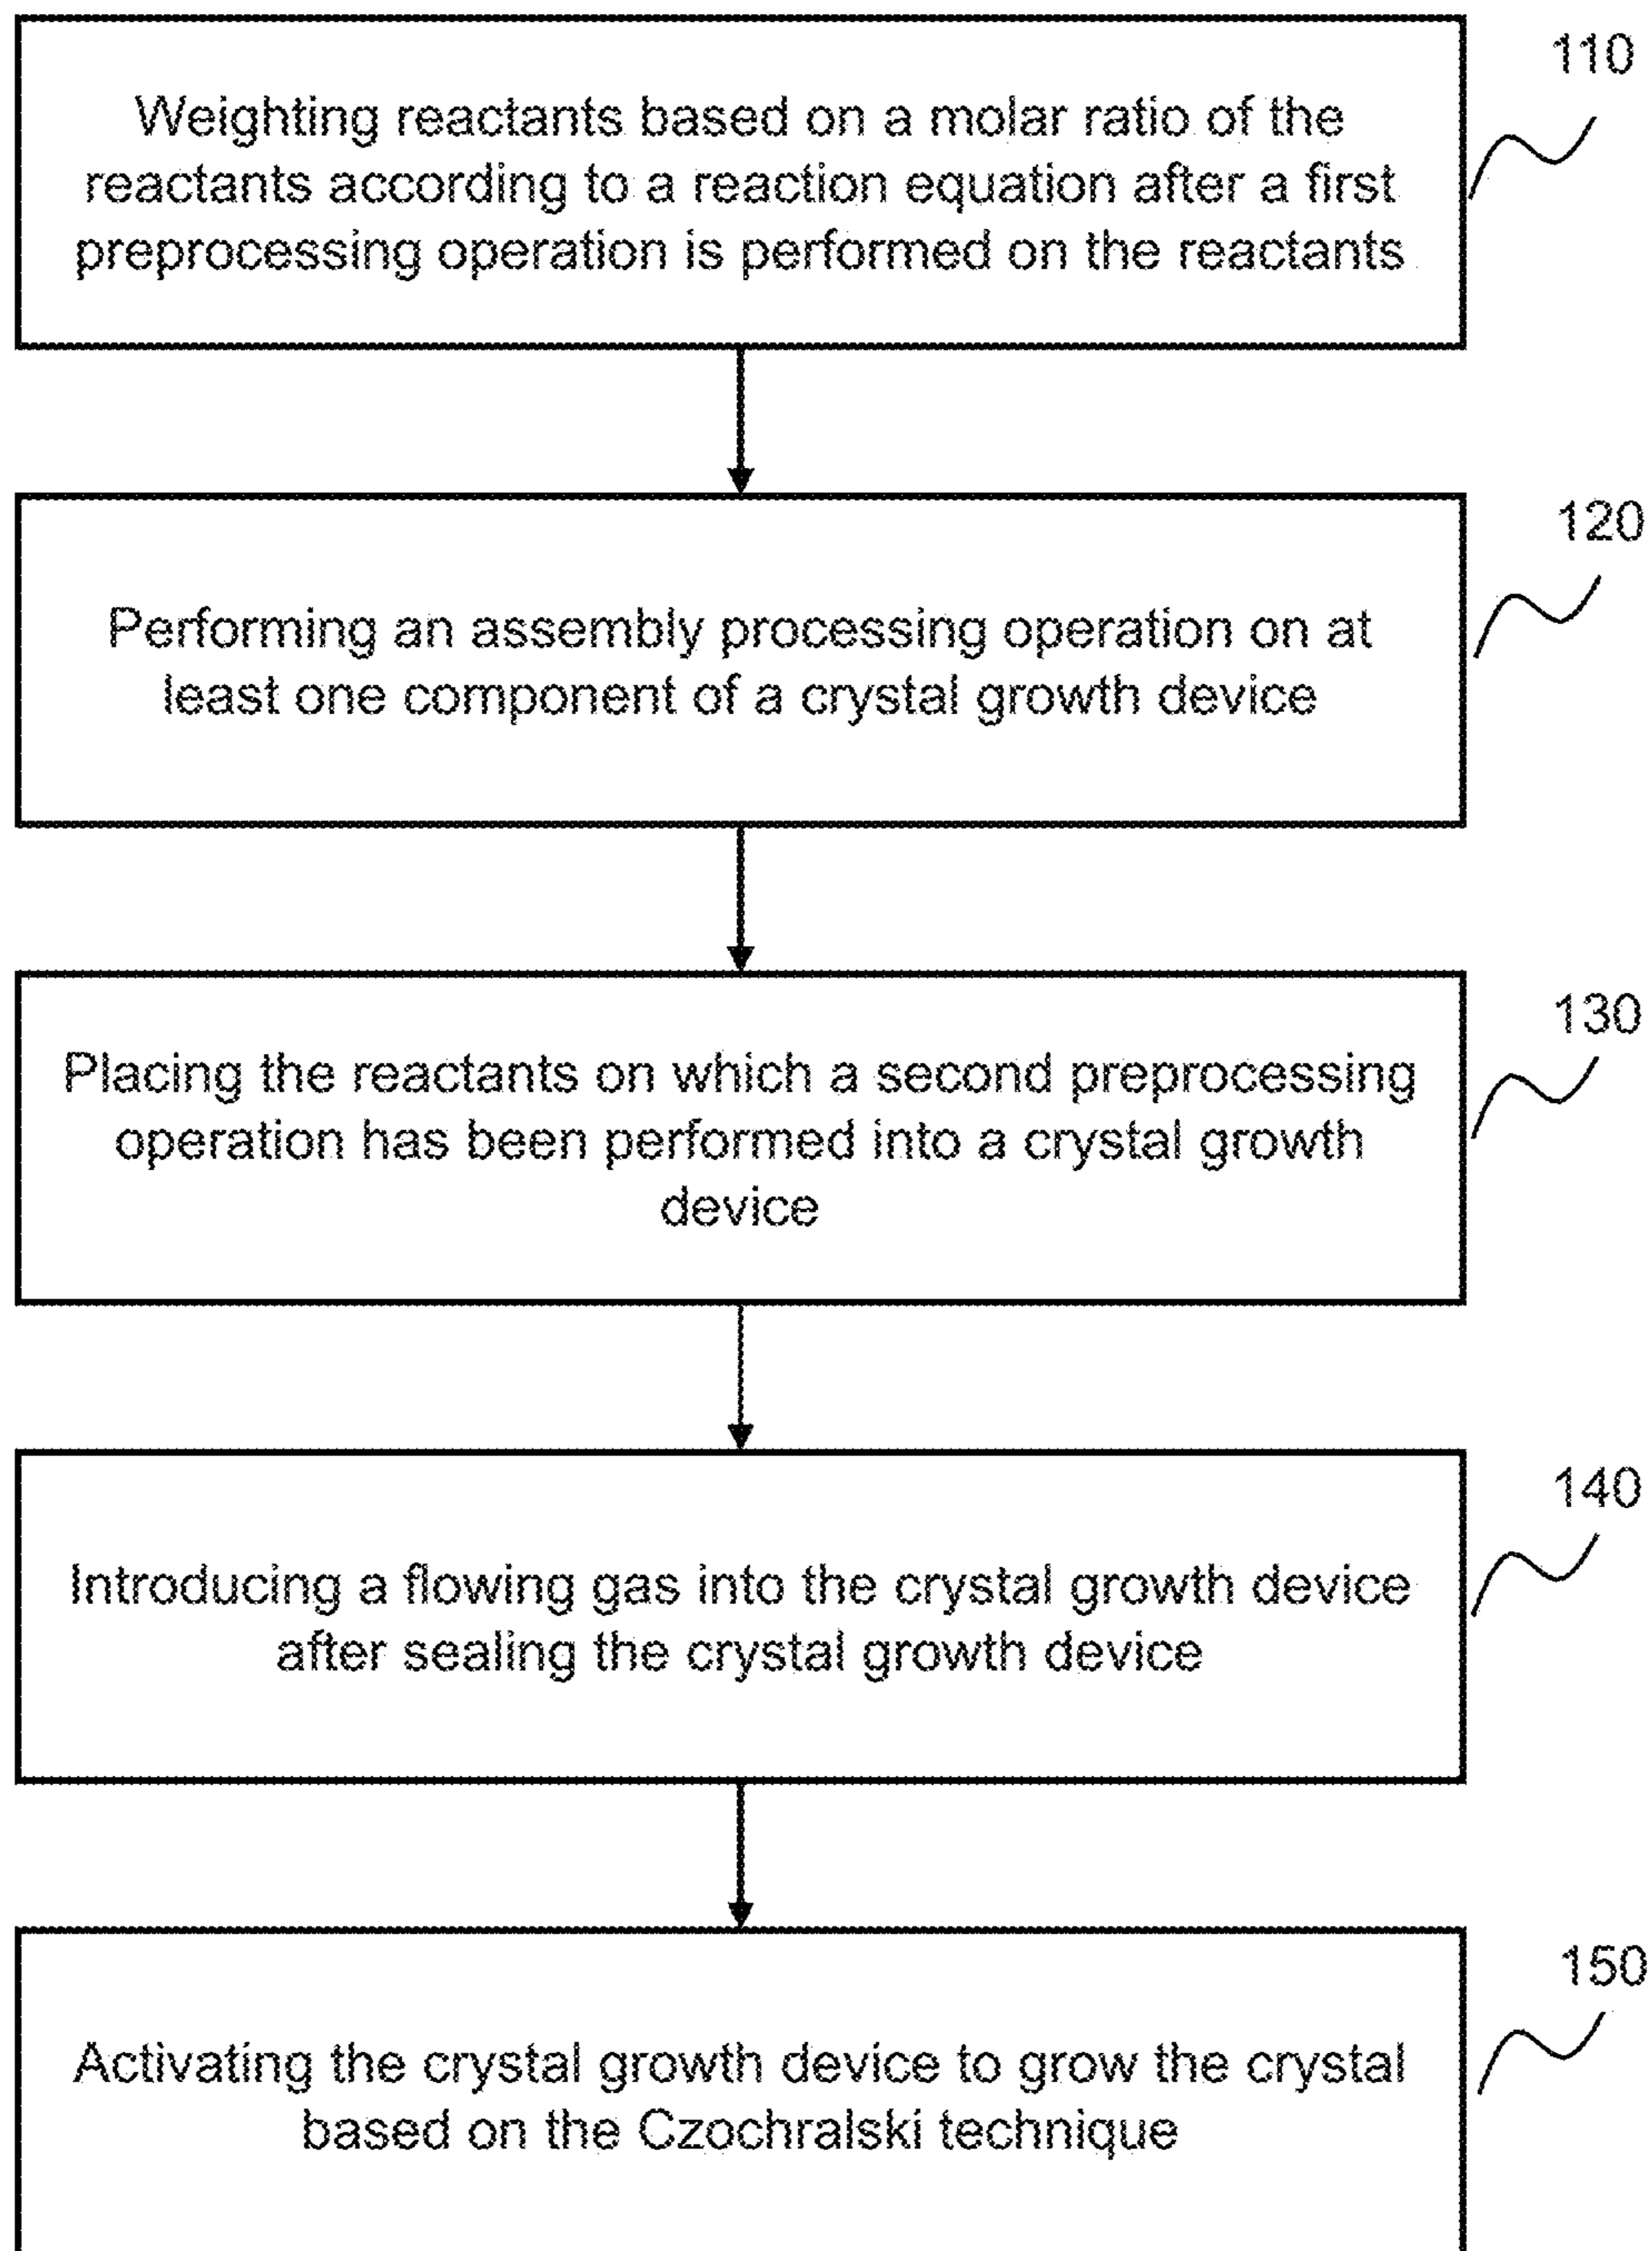 110
Weighting reactants based on a molar ratio of the
reactants according to a reaction equation after a first
preprocessing operation is performed on the reactants
120
Performing an assembly processing operation on at
least one component of a crystal growth device
130
Placing the reactants on which a second preprocessing
operation has been performed into a crystal growth
device
140
Introducing a flowing gas into the crystal growth device
after sealing the crystal growth device
150
Activating the crystal growth device to grow the crystal
based on the Czochralski technique